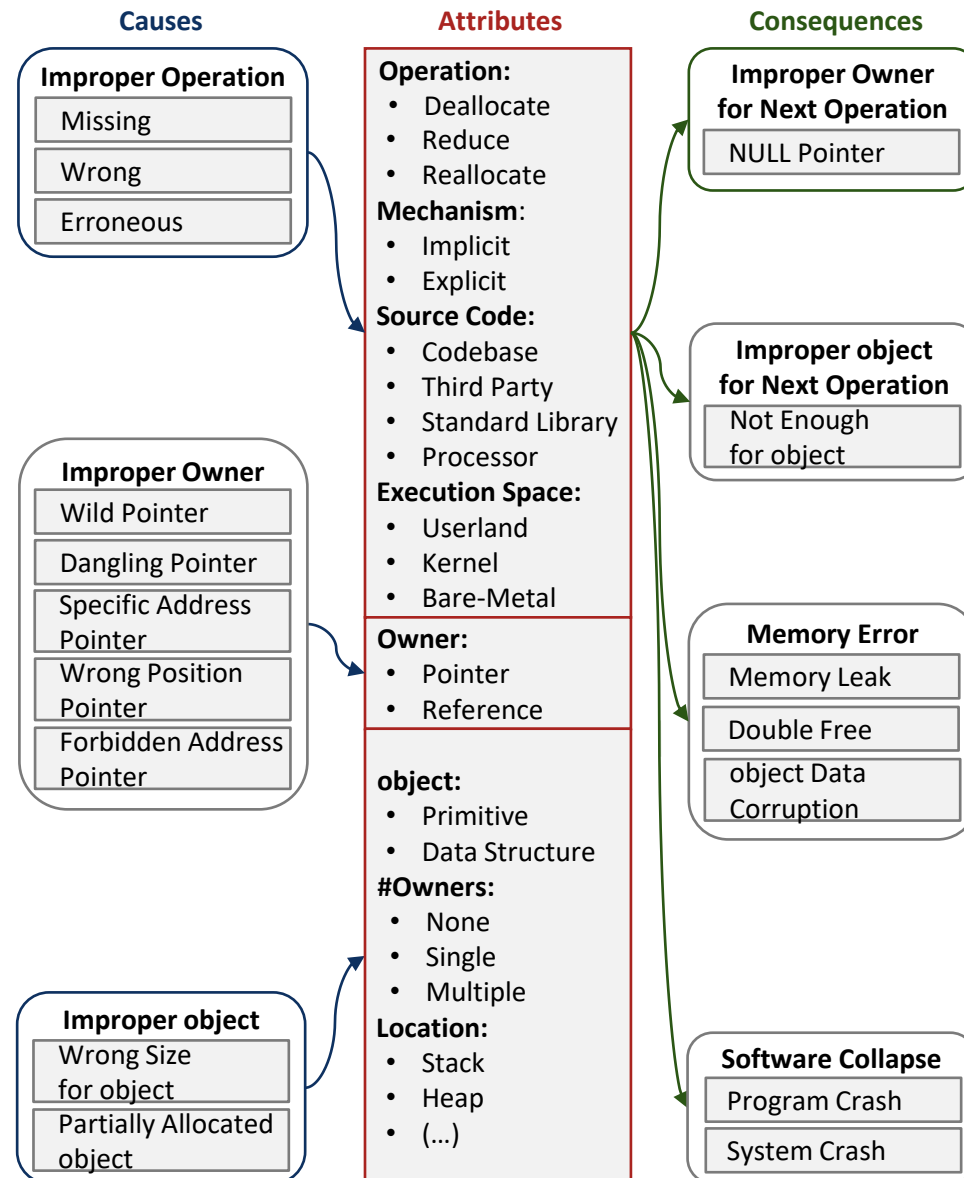 Causes
Improper Operation
Missing
Wrong
Erroneous
Improper Owner
Wild Pointer
Dangling Pointer
Specific Address
Pointer
Wrong Position
Pointer
Forbidden Address
Pointer
Improper object
Wrong Size
for object
Partially Allocated
object
Attributes
Operation:
• Deallocate
• Reduce
• Reallocate
Mechanism:
• Implicit
• Explicit
Source Code:
• Codebase
• Third Party
• Standard Library
• Processor
Execution Space:
• Userland
• Kernel
• Bare-Metal
Owner:
• Pointer
• Reference
object:
• Primitive
• Data Structure
#Owners:
• None
• Single
• Multiple
Location:
• Stack
• Heap
• (…)
Consequences
Improper Owner
for Next Operation
NULL Pointer
Improper object
for Next Operation
Not Enough
for object
Memory Error
Memory Leak
Double Free
object Data
Corruption
Software Collapse
Program Crash
System Crash